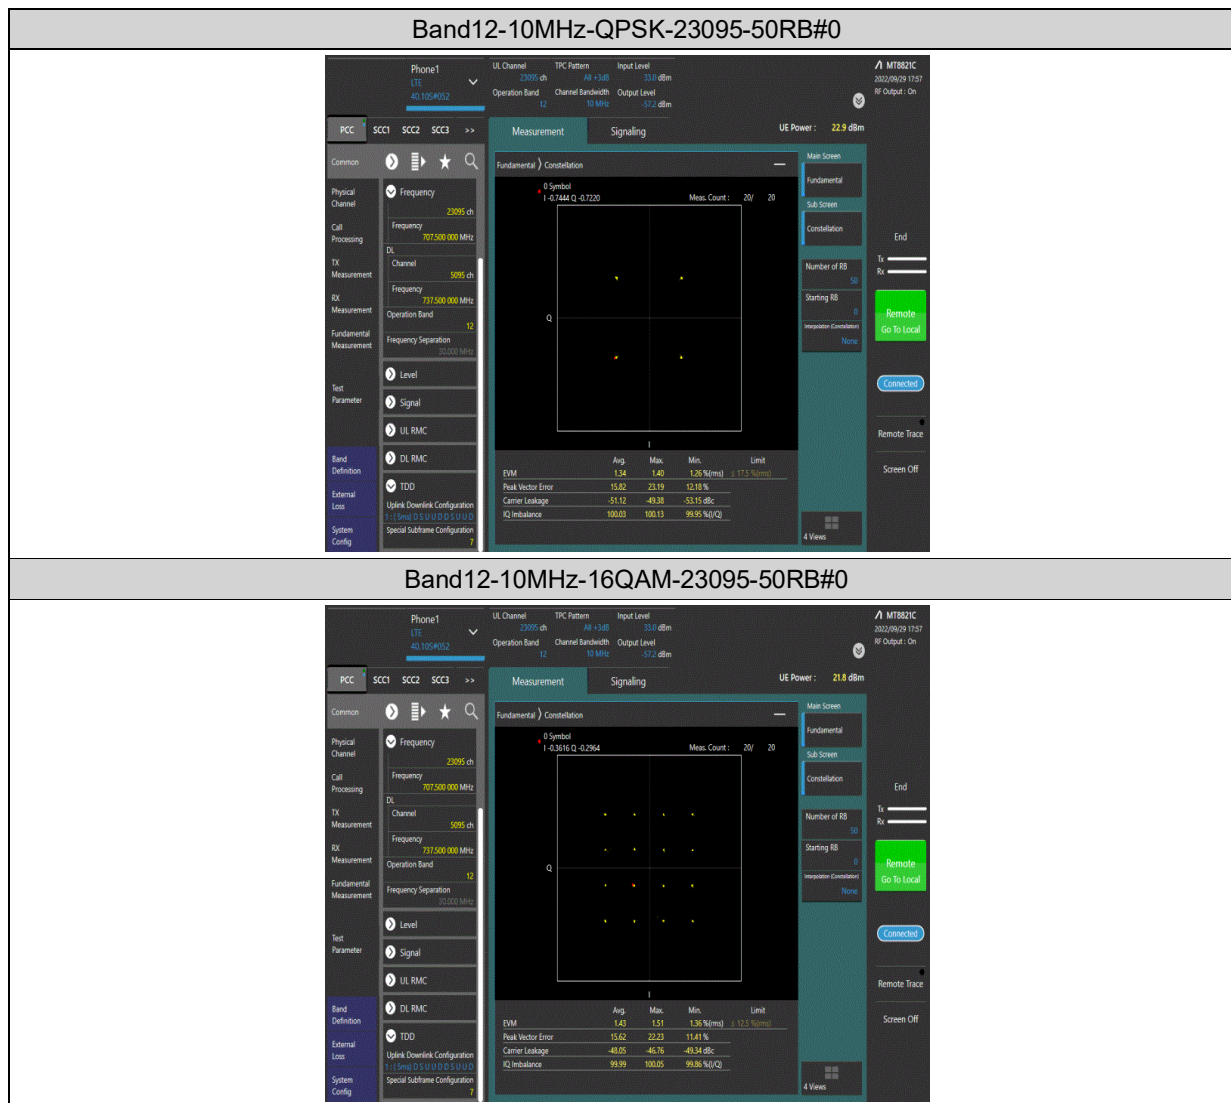 Band12-10MHz-QPSK-23095-50RB#0
Phone1
LTE
40.10S#052
UL Channel TPC Pattern Input Level
23095 ch All +3dB 33.0 dBm
Operation Band Channel Bandwidth Output Level
12 10 MHz -57.2 dBm
MT8821C
2022/09/29 17:57
RF Output : On
PCC SCC1 SCC2 SCC3 >>
Measurement Signaling
UE Power : 22.9 dBm
Common
Physical Channel
Call Processing
TX Measurement
RX Measurement
Fundamental Measurement
Test Parameter
Band Definition
External Loss
System Config
Frequency
23095 ch
Frequency
707.500 000 MHz
DL
Channel
5095 ch
Frequency
737.500 000 MHz
Operation Band
12
Frequency Separation
30.000 MHz
Level
Signal
UL RMC
DL RMC
TDD
Uplink Downlink Configuration
1 : ( 5ms) D S U U D D S U U D
Special Subframe Configuration
7
Fundamental Constellation
0 Symbol
I -0.7444 Q -0.7220
Meas. Count : 20/ 20
Q
I
Avg. Max. Min. Limit
EVM 1.34 1.40 1.26 %(rms) ≤ 17.5 %(rms)
Peak Vector Error 15.82 23.19 12.18 %
Carrier Leakage -51.12 -49.38 -53.15 dBc
IQ Imbalance 100.03 100.13 99.95 %(I/Q)
Main Screen
Fundamental
Sub Screen
Constellation
Number of RB
50
Starting RB
0
Interpolation (Constellation)
None
4 Views
End
Tx
Rx
Remote
Go To Local
Connected
Remote Trace
Screen Off
Band12-10MHz-16QAM-23095-50RB#0
Phone1
LTE
40.10S#052
UL Channel TPC Pattern Input Level
23095 ch All +3dB 33.0 dBm
Operation Band Channel Bandwidth Output Level
12 10 MHz -57.2 dBm
MT8821C
2022/09/29 17:57
RF Output : On
PCC SCC1 SCC2 SCC3 >>
Measurement Signaling
UE Power : 21.8 dBm
Common
Physical Channel
Call Processing
TX Measurement
RX Measurement
Fundamental Measurement
Test Parameter
Band Definition
External Loss
System Config
Frequency
23095 ch
Frequency
707.500 000 MHz
DL
Channel
5095 ch
Frequency
737.500 000 MHz
Operation Band
12
Frequency Separation
30.000 MHz
Level
Signal
UL RMC
DL RMC
TDD
Uplink Downlink Configuration
1 : ( 5ms) D S U U D D S U U D
Special Subframe Configuration
7
Fundamental Constellation
0 Symbol
I -0.3616 Q -0.2964
Meas. Count : 20/ 20
Q
I
Avg. Max. Min. Limit
EVM 1.43 1.51 1.36 %(rms) ≤ 12.5 %(rms)
Peak Vector Error 15.62 22.23 11.41 %
Carrier Leakage -48.05 -46.76 -49.34 dBc
IQ Imbalance 99.99 100.05 99.86 %(I/Q)
Main Screen
Fundamental
Sub Screen
Constellation
Number of RB
50
Starting RB
0
Interpolation (Constellation)
None
4 Views
End
Tx
Rx
Remote
Go To Local
Connected
Remote Trace
Screen Off